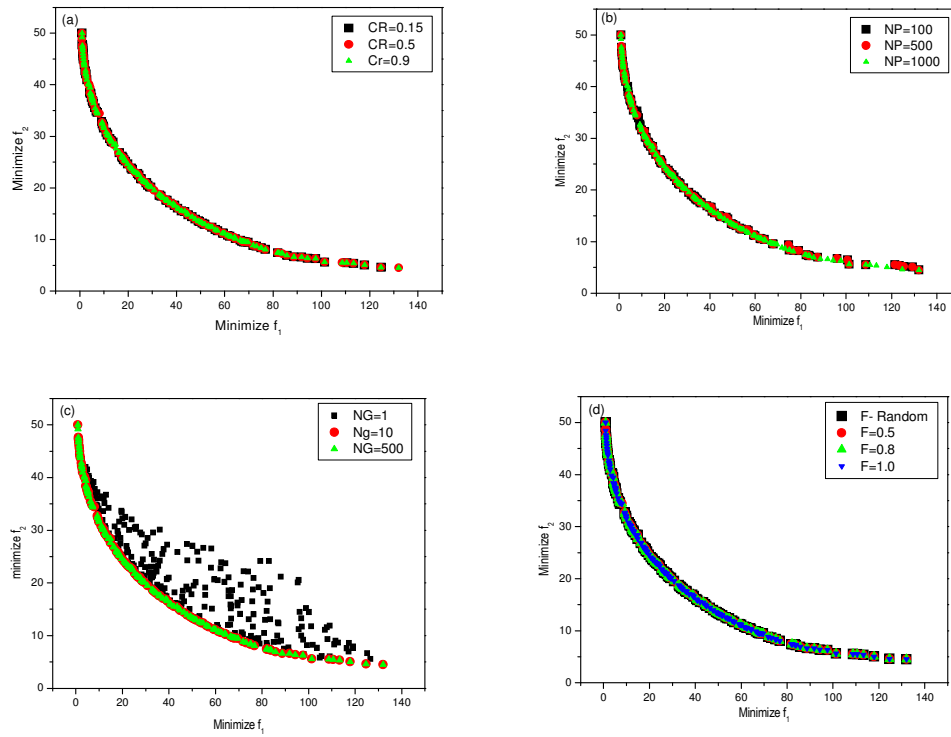 (a)
CR=0.15
CR=0.5
Cr=0.9
50
40
30
20
10
0
Minimize f2
0 20 40 60 80 100 120 140
Minimize f1
(b)
NP=100
NP=500
NP=1000
50
40
30
20
10
0
Minimize f2
0 20 40 60 80 100 120 140
Minimize f1
(c)
NG=1
Ng=10
NG=500
50
40
30
20
10
0
minimize f2
0 20 40 60 80 100 120 140
Minimize f1
(d)
F- Random
F=0.5
F=0.8
F=1.0
50
40
30
20
10
0
Minimize f2
0 20 40 60 80 100 120 140
Minimize f1